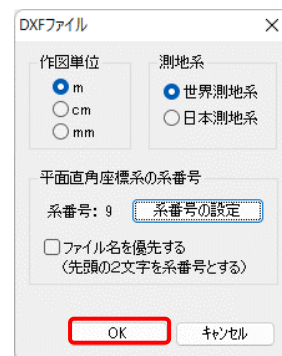 DXFファイル
作図単位
m
cm
mm
測地系
世界測地系
日本測地系
平面直角座標系の系番号
系番号: 9 系番号の設定
ファイル名を優先する
(先頭の2文字を系番号とする)
OK キャンセル